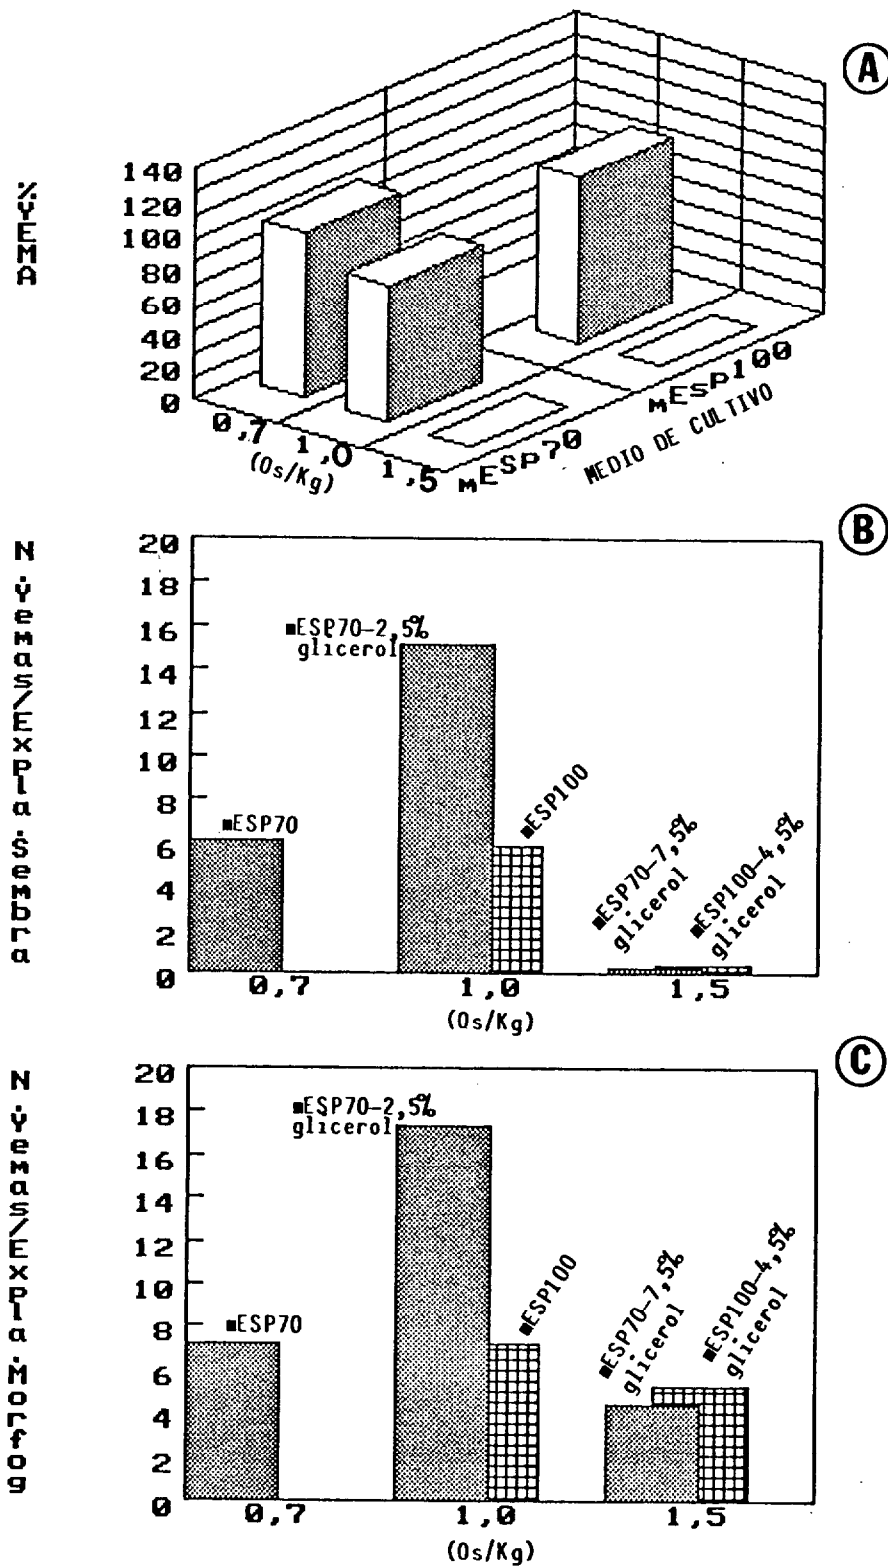 A
%YEMA
140
120
100
80
60
40
20
0
0,7
1,0
1,5
(Os/Kg)
mESP70
mESP100
MEDIO DE CULTIVO
B
N.Yemas/Expla.Sembra
20
18
16
14
12
10
8
6
4
2
0
■ESP70
■ESP70-2,5%
glicerol
■ESP100
■ESP70-7,5%
glicerol
■ESP100-4,5%
glicerol
0,7
1,0
1,5
(Os/Kg)
C
N.Yemas/Expla.Morfog
20
18
16
14
12
10
8
6
4
2
0
■ESP70
■ESP70-2,5%
glicerol
■ESP100
■ESP70-7,5%
glicerol
■ESP100-4,5%
glicerol
0,7
1,0
1,5
(Os/Kg)